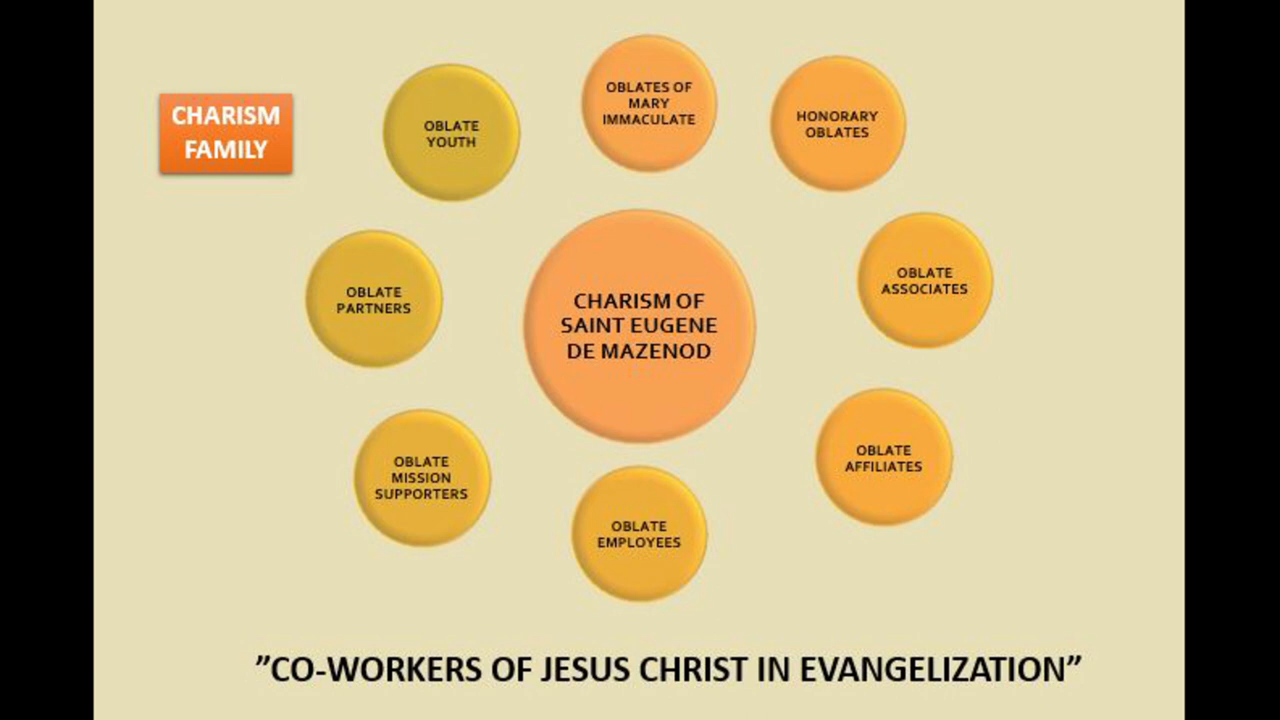 CHARISM
FAMILY
OBLATE
YOUTH
OBLATES OF
MARY
IMMACULATE
HONORARY
OBLATES
OBLATE
PARTNERS
CHARISM OF
SAINT EUGENE
DE MAZENOD
OBLATE
ASSOCIATES
OBLATE
MISSION
SUPPORTERS
OBLATE
EMPLOYEES
OBLATE
AFFILIATES
”CO-WORKERS OF JESUS CHRIST IN EVANGELIZATION”